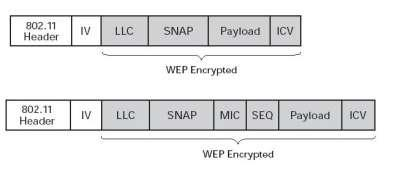 802.11 Header IV LLC SNAP Payload ICV
WEP Encrypted
802.11 Header IV LLC SNAP MIC SEQ Payload ICV
WEP Encrypted